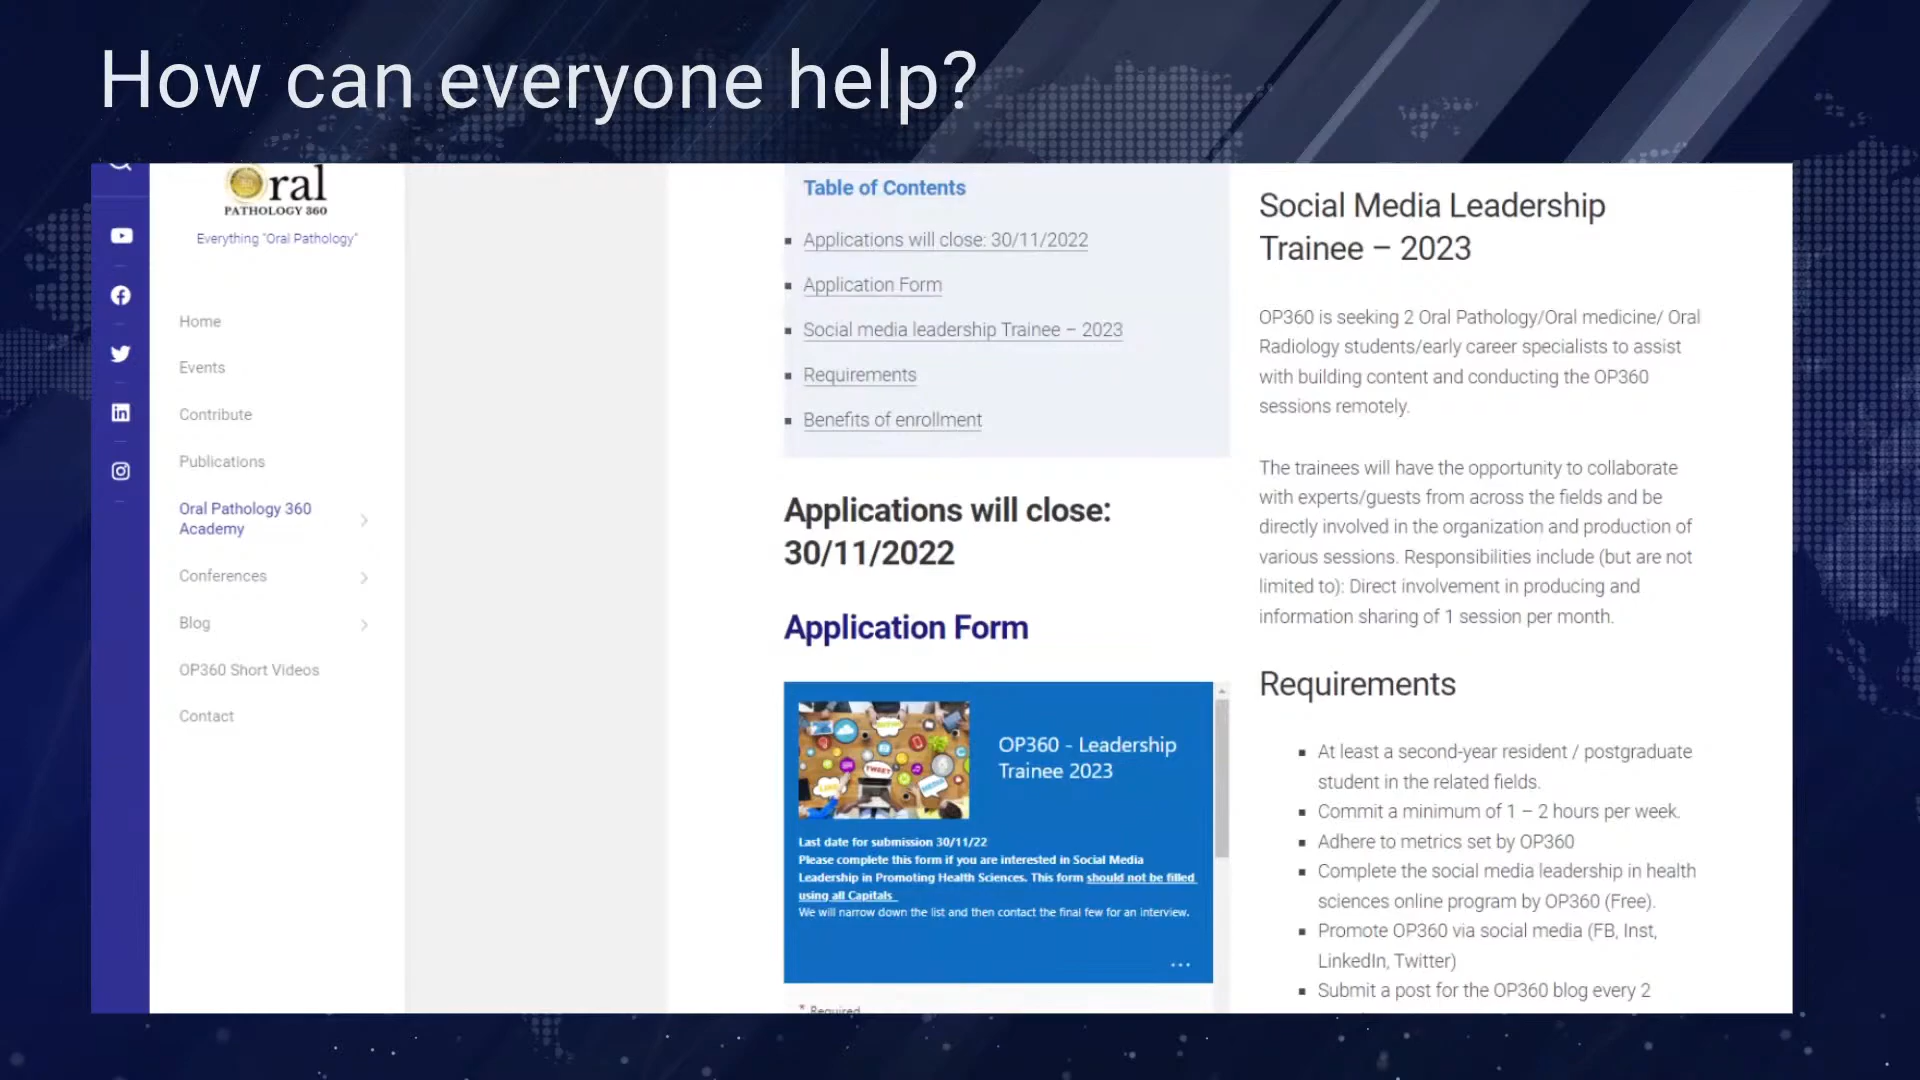 How can everyone help?
Oral
PATHOLOGY 360
Everything "Oral Pathology"
Home
Events
Contribute
Publications
Oral Pathology 360
Academy
Conferences
Blog
OP360 Short Videos
Contact
Table of Contents
Applications will close: 30/11/2022
Application Form
Social media leadership Trainee – 2023
Requirements
Benefits of enrollment
Applications will close:
30/11/2022
Application Form
OP360 - Leadership
Trainee 2023
TWEET
Last date for submission 30/11/22
Please complete this form if you are interested in Social Media
Leadership in Promoting Health Sciences. This form should not be filled
using all Capitals
We will narrow down the list and then contact the final few for an interview.
...
* Required
Social Media Leadership
Trainee – 2023
OP360 is seeking 2 Oral Pathology/Oral medicine/ Oral
Radiology students/early career specialists to assist
with building content and conducting the OP360
sessions remotely.
The trainees will have the opportunity to collaborate
with experts/guests from across the fields and be
directly involved in the organization and production of
various sessions. Responsibilities include (but are not
limited to): Direct involvement in producing and
information sharing of 1 session per month.
Requirements
At least a second-year resident / postgraduate
student in the related fields.
Commit a minimum of 1 – 2 hours per week.
Adhere to metrics set by OP360
Complete the social media leadership in health
sciences online program by OP360 (Free).
Promote OP360 via social media (FB, Inst,
LinkedIn, Twitter)
Submit a post for the OP360 blog every 2